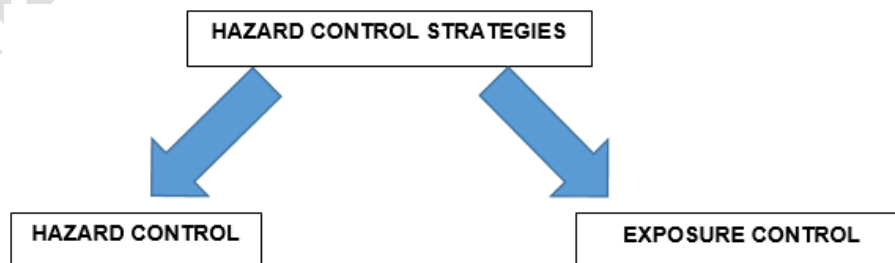 HAZARD CONTROL STRATEGIES
HAZARD CONTROL
EXPOSURE CONTROL